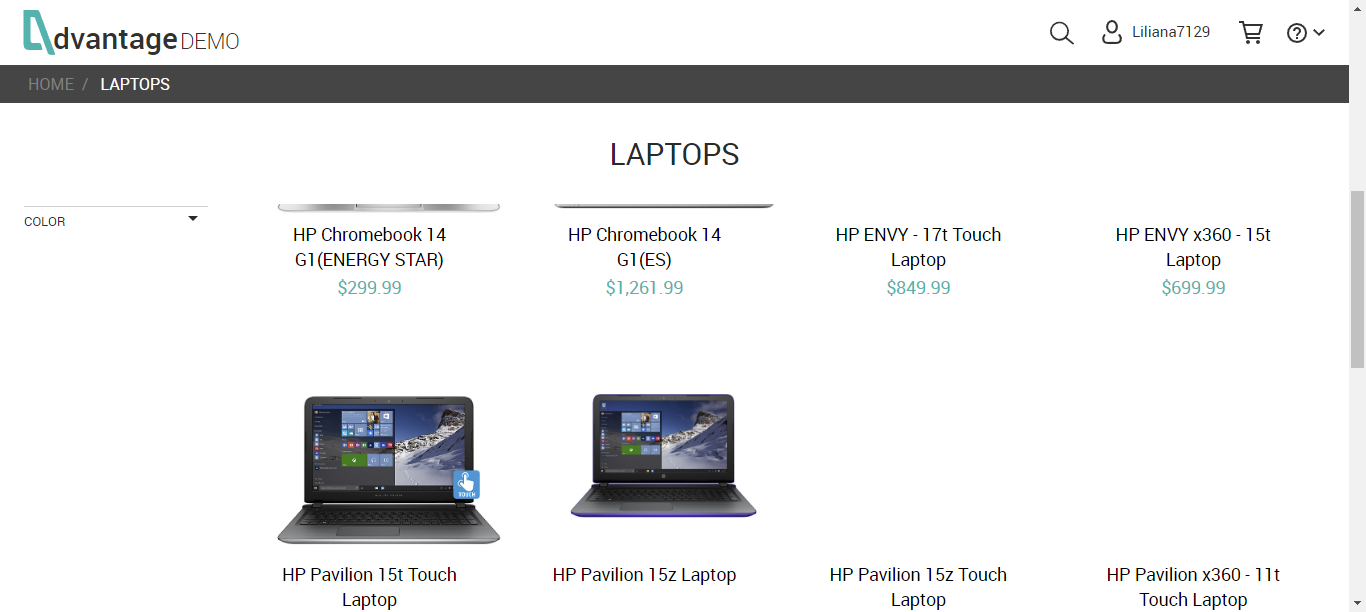 AdvantageDEMO
Liliana7129
HOME / LAPTOPS
LAPTOPS
COLOR
HP Chromebook 14
G1(ENERGY STAR)
$299.99
HP Chromebook 14
G1(ES)
$1,261.99
HP ENVY - 17t Touch
Laptop
$849.99
HP ENVY x360 - 15t
Laptop
$699.99
TOUCH
HP Pavilion 15t Touch
Laptop
HP Pavilion 15z Laptop
HP Pavilion 15z Touch
Laptop
HP Pavilion x360 - 11t
Touch Laptop